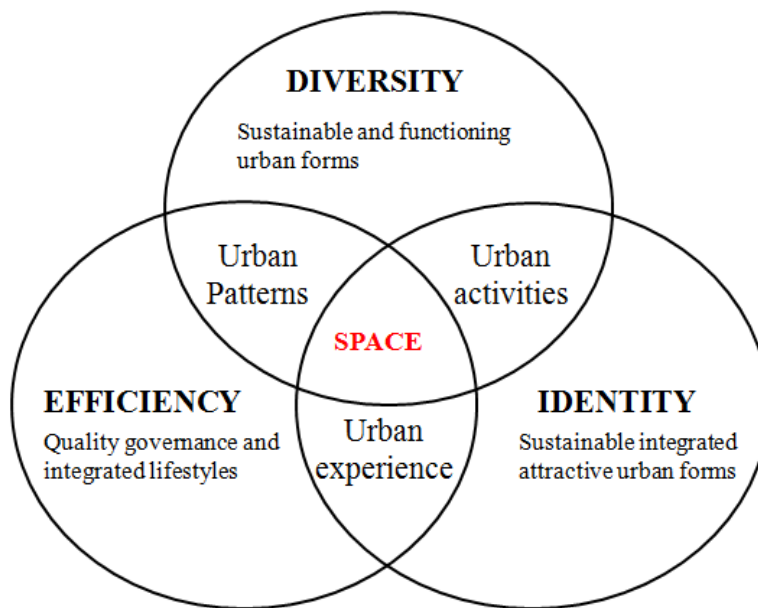 DIVERSITY
Sustainable and functioning
urban forms
Urban
Patterns
Urban
activities
SPACE
EFFICIENCY
Quality governance and
integrated lifestyles
Urban
experience
IDENTITY
Sustainable integrated
attractive urban forms